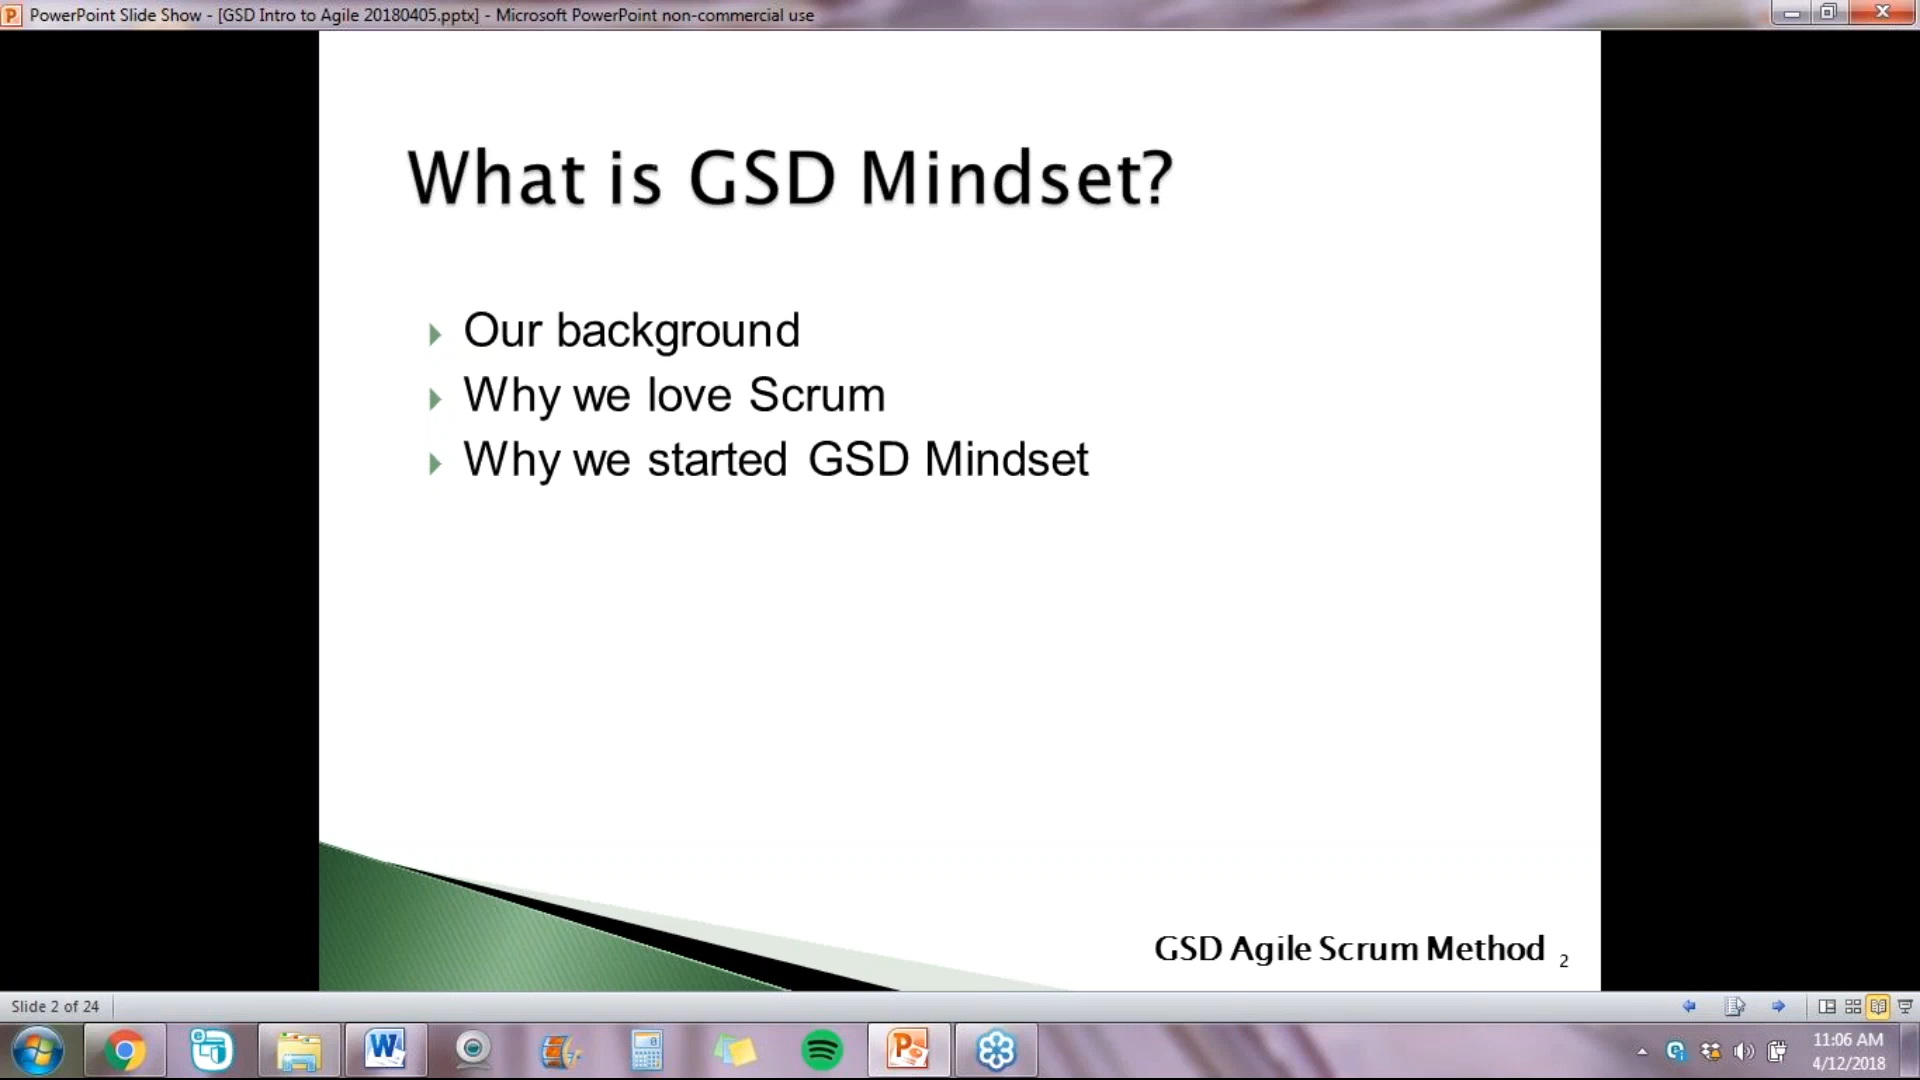 PowerPoint Slide Show - [GSD Intro to Agile 20180405.pptx] - Microsoft PowerPoint non-commercial use
What is GSD Mindset?
Our background
Why we love Scrum
Why we started GSD Mindset
GSD Agile Scrum Method 2
Slide 2 of 24
11:06 AM
4/12/2018